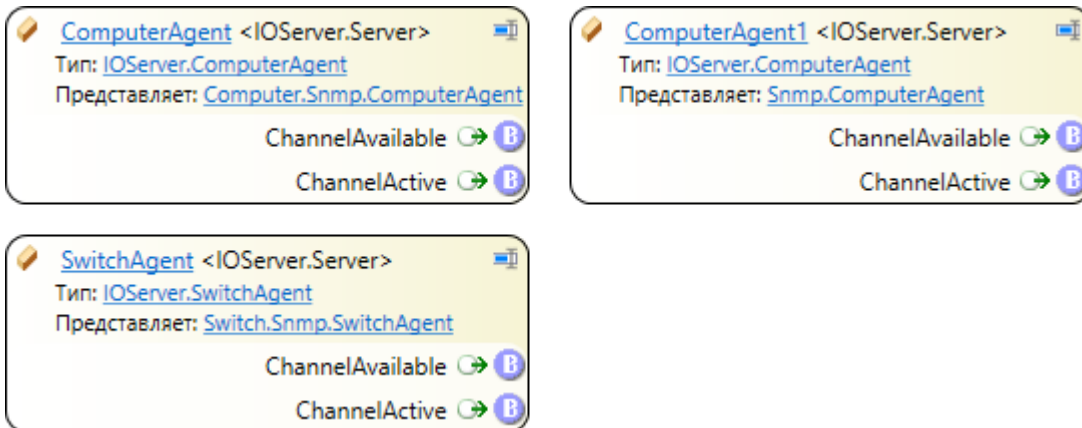 ComputerAgent <IOServer.Server>
Тип: IOServer.ComputerAgent
Представляет: Computer.Snmp.ComputerAgent
ChannelAvailable B
ChannelActive B
ComputerAgent1 <IOServer.Server>
Тип: IOServer.ComputerAgent
Представляет: Snmp.ComputerAgent
ChannelAvailable B
ChannelActive B
SwitchAgent <IOServer.Server>
Тип: IOServer.SwitchAgent
Представляет: Switch.Snmp.SwitchAgent
ChannelAvailable B
ChannelActive B